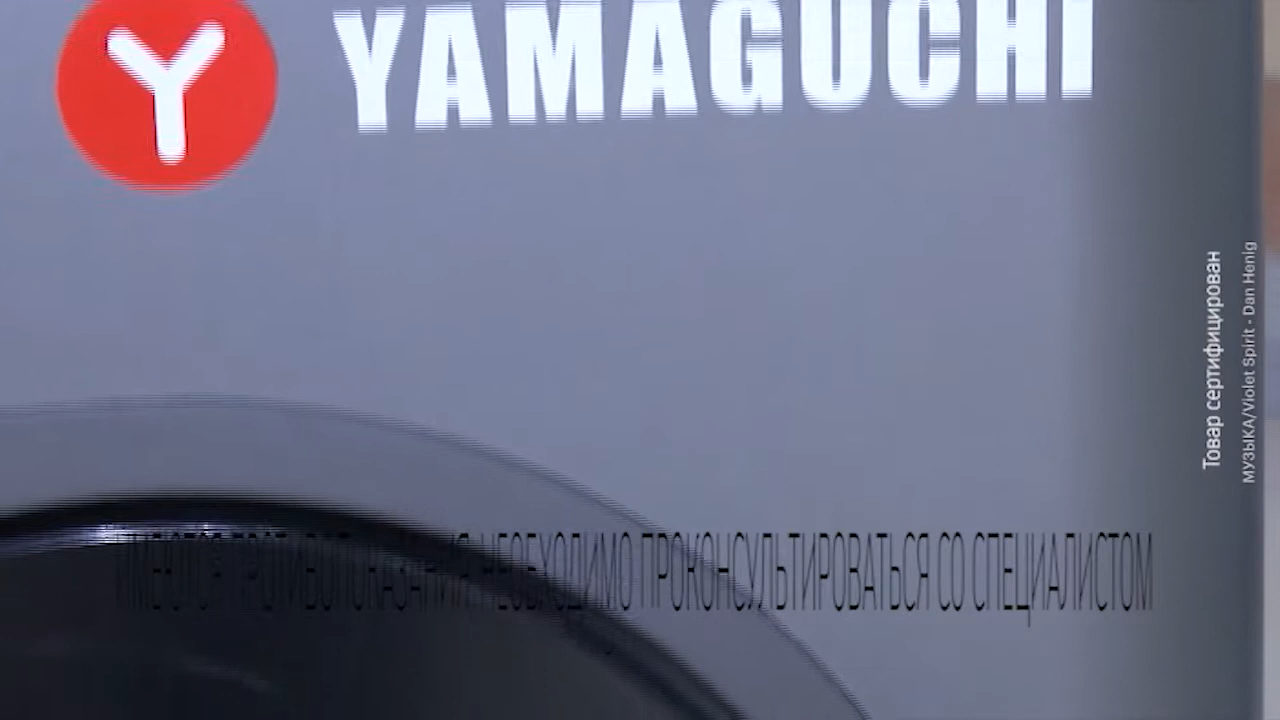 Y YAMAGUCHI
Товар сертифицирован
МУЗЫКА/Violet Spirit - Dan Henig
ИМЕЮТСЯ ПРОТИВОПОКАЗАНИЯ. НЕОБХОДИМО ПРОКОНСУЛЬТИРОВАТЬСЯ СО СПЕЦИАЛИСТОМ